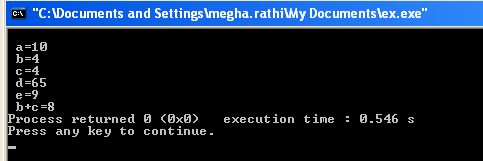 "C:\Documents and Settings\megha.rathi\My Documents\ex.exe"
a=10
b=4
c=4
d=65
e=9
b+c=8
Process returned 0 (0x0)   execution time : 0.546 s
Press any key to continue.